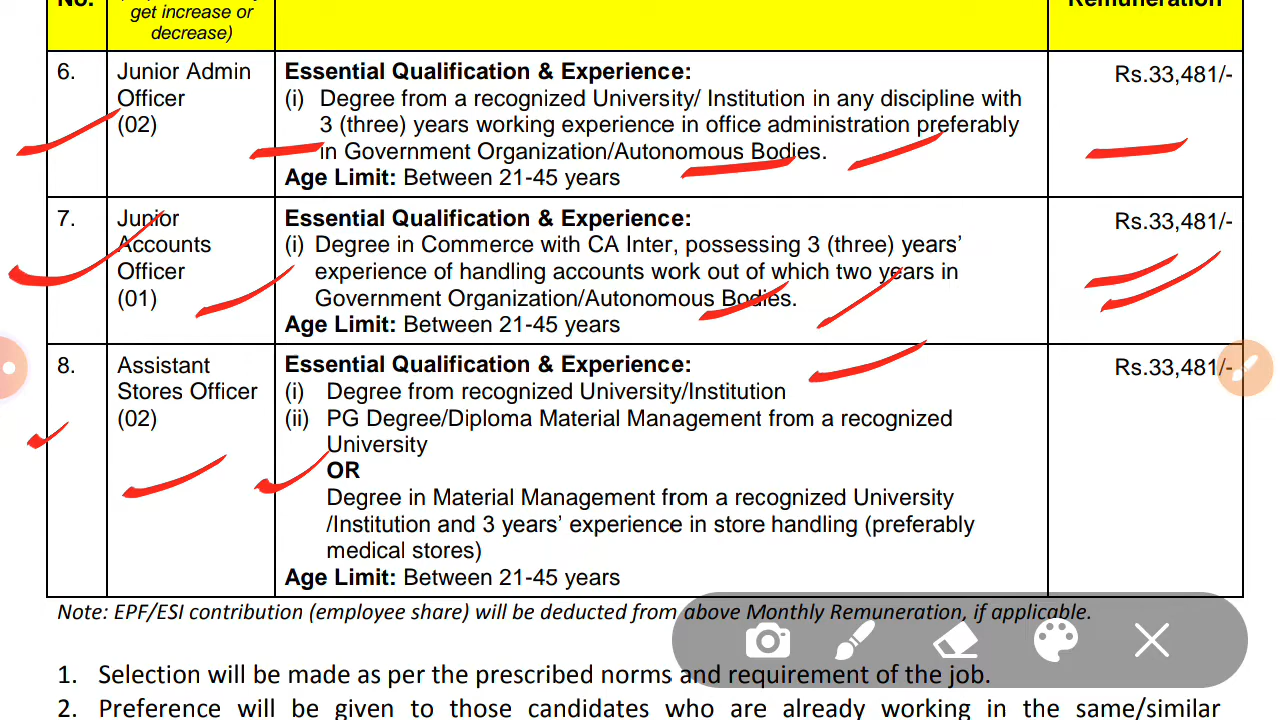 No.
get increase or
decrease)
Remuneration
6.
Junior Admin
Officer
(02)
Essential Qualification & Experience:
(i) Degree from a recognized University/ Institution in any discipline with
3 (three) years working experience in office administration preferably
in Government Organization/Autonomous Bodies.
Age Limit: Between 21-45 years
Rs.33,481/-
7.
Junior
Accounts
Officer
(01)
Essential Qualification & Experience:
(i) Degree in Commerce with CA Inter, possessing 3 (three) years’
experience of handling accounts work out of which two years in
Government Organization/Autonomous Bodies.
Age Limit: Between 21-45 years
Rs.33,481/-
8.
Assistant
Stores Officer
(02)
Essential Qualification & Experience:
(i) Degree from recognized University/Institution
(ii) PG Degree/Diploma Material Management from a recognized
University
OR
Degree in Material Management from a recognized University
/Institution and 3 years’ experience in store handling (preferably
medical stores)
Age Limit: Between 21-45 years
Rs.33,481/-
Note: EPF/ESI contribution (employee share) will be deducted from above Monthly Remuneration, if applicable.
1. Selection will be made as per the prescribed norms and requirement of the job.
2. Preference will be given to those candidates who are already working in the same/similar